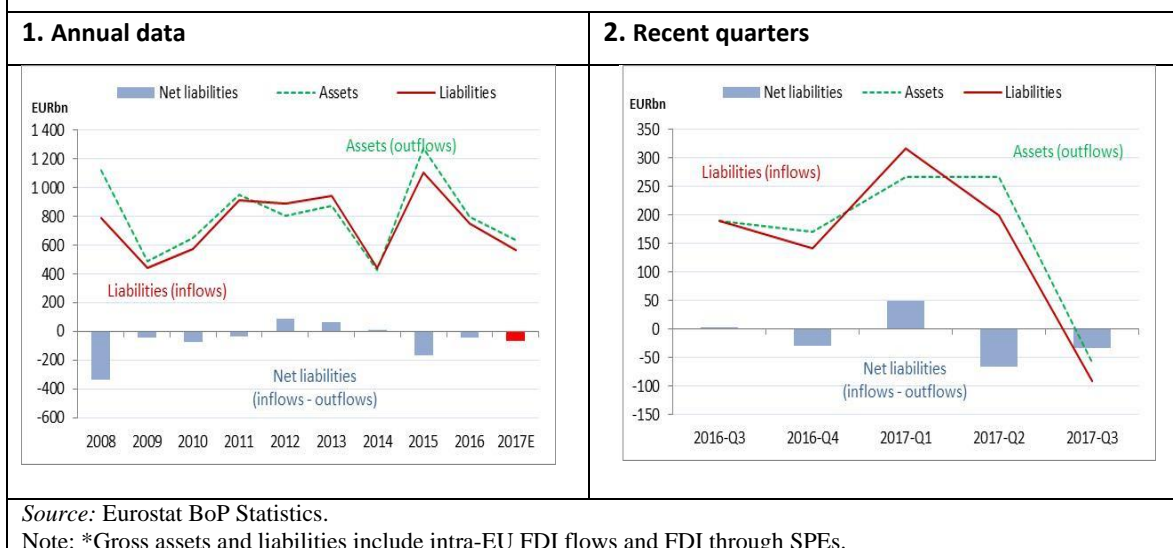 1. Annual data
2. Recent quarters
Net liabilities
Assets
Liabilities
EURbn
1 400
1 200
1 000
800
600
400
200
0
-200
-400
-600
Assets (outflows)
Liabilities (inflows)
Net liabilities
(inflows - outflows)
2008 2009 2010 2011 2012 2013 2014 2015 2016 2017E
Net liabilities
Assets
Liabilities
EURbn
350
300
250
200
150
100
50
0
-50
-100
-150
Assets (outflows)
Liabilities (inflows)
Net liabilities
(inflows - outflows)
2016-Q3 2016-Q4 2017-Q1 2017-Q2 2017-Q3
Source: Eurostat BoP Statistics.
Note: *Gross assets and liabilities include intra-EU FDI flows and FDI through SPEs.